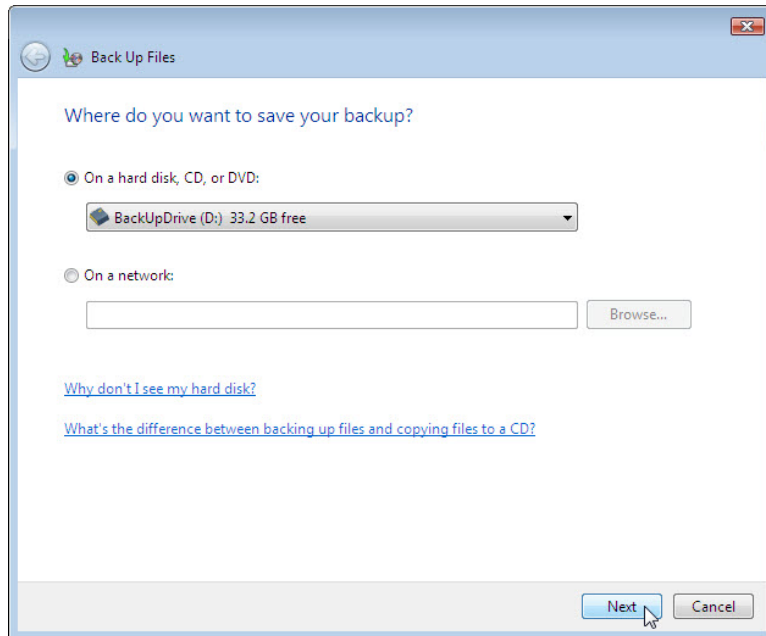 Back Up Files
Where do you want to save your backup?
On a hard disk, CD, or DVD:
BackUpDrive (D:) 33.2 GB free
On a network:
Browse...
Why don't I see my hard disk?
What's the difference between backing up files and copying files to a CD?
Next
Cancel